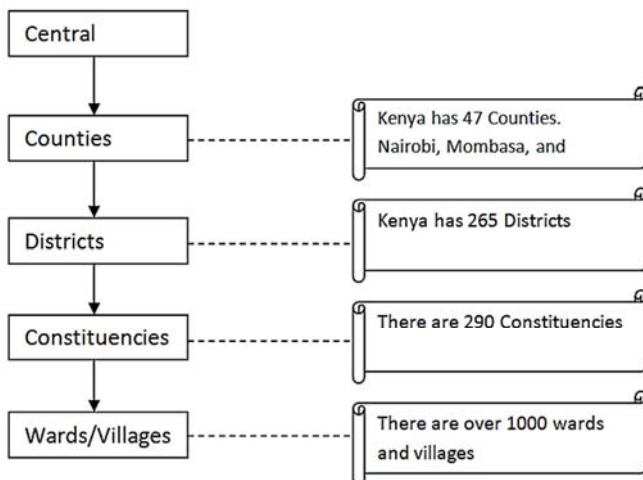 Central
Counties
Kenya has 47 Counties.
Nairobi, Mombasa, and
Districts
Kenya has 265 Districts
Constituencies
There are 290 Constituencies
Wards/Villages
There are over 1000 wards
and villages